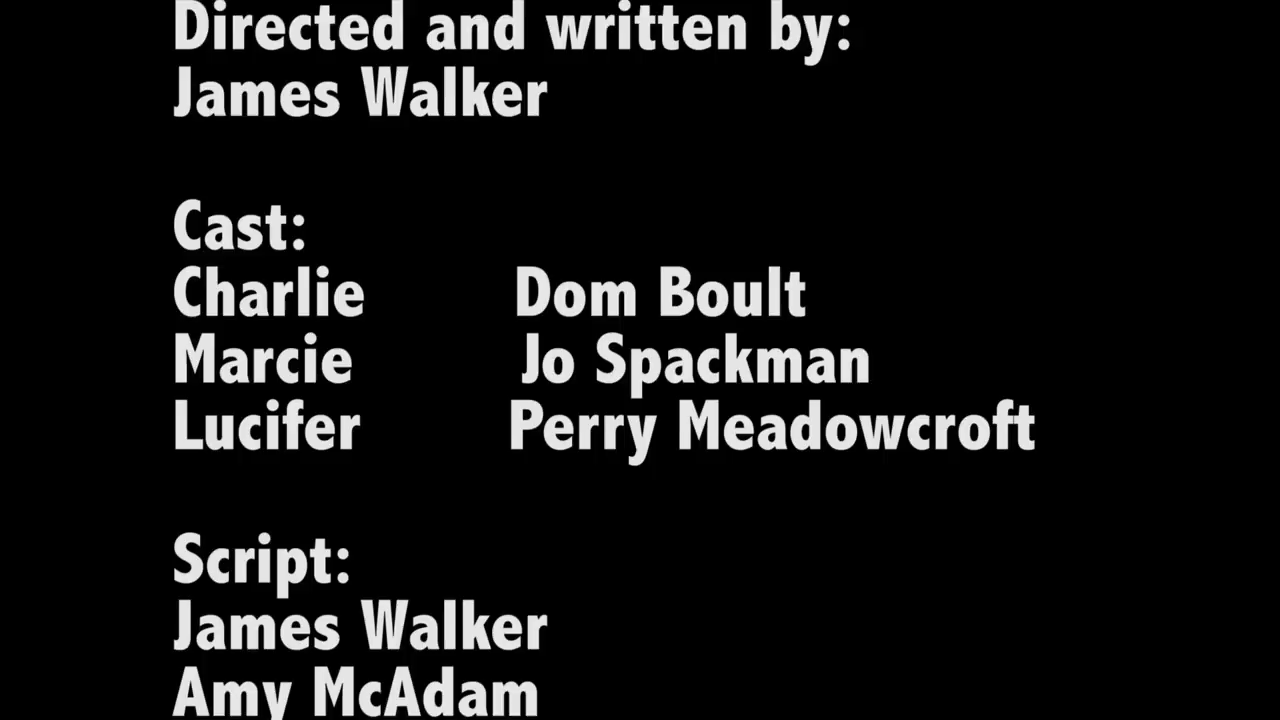 Directed and written by:
James Walker
Cast:
Charlie Dom Boult
Marcie Jo Spackman
Lucifer Perry Meadowcroft
Script:
James Walker
Amy McAdam